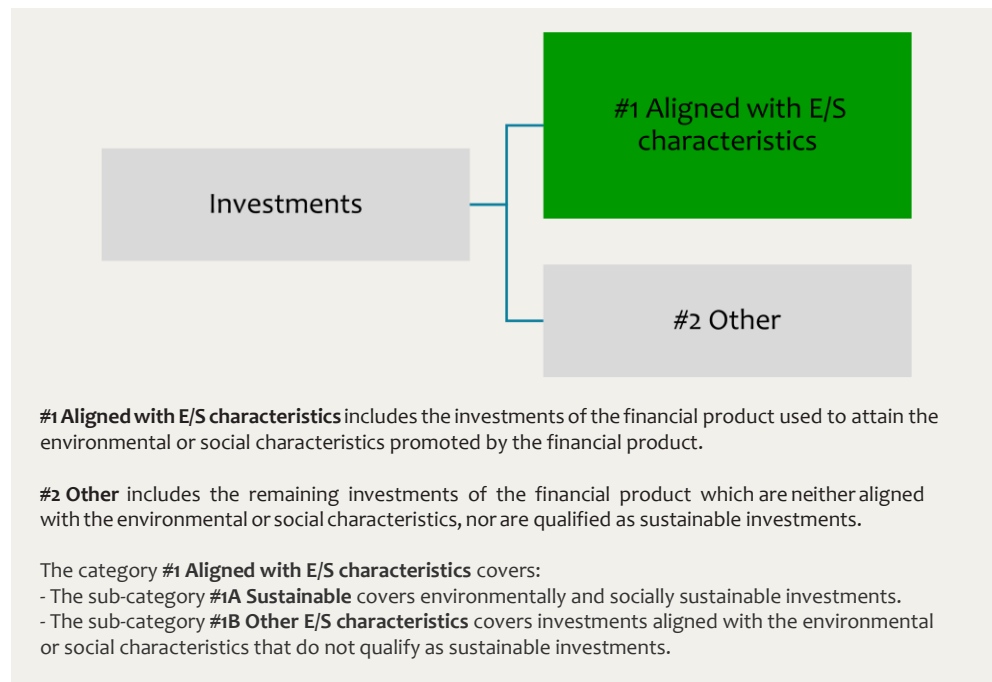 #1 Aligned with E/S
characteristics
Investments
#2 Other
#1 Aligned with E/S characteristics includes the investments of the financial product used to attain the
environmental or social characteristics promoted by the financial product.
#2 Other includes the remaining investments of the financial product which are neither aligned
with the environmental or social characteristics, nor are qualified as sustainable investments.
The category #1 Aligned with E/S characteristics covers:
- The sub-category #1A Sustainable covers environmentally and socially sustainable investments.
- The sub-category #1B Other E/S characteristics covers investments aligned with the environmental
or social characteristics that do not qualify as sustainable investments.